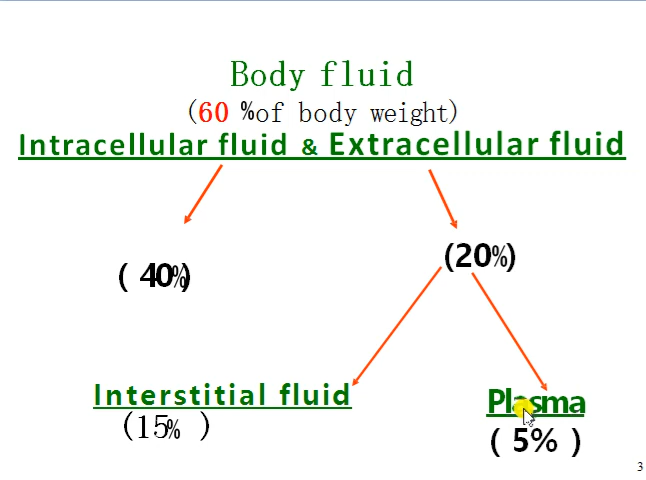 Body fluid
(60 %of body weight)
Intracellular fluid & Extracellular fluid
( 40%)
(20%)
Interstitial fluid
(15% )
Plasma
( 5% )
3